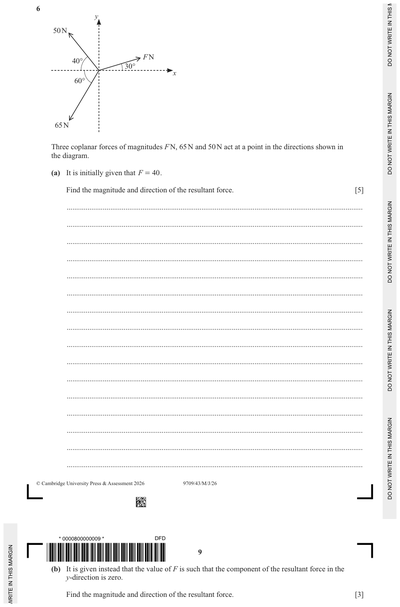 6
y
50 N
F N
40°
30°
x
60°
65 N
Three coplanar forces of magnitudes F N, 65 N and 50 N act at a point in the directions shown in
the diagram.
(a) It is initially given that F = 40.
Find the magnitude and direction of the resultant force. [5]
© Cambridge University Press & Assessment 2026
9709/43/M/J/26
DO NOT WRITE IN THIS MARGIN
DO NOT WRITE IN THIS MARGIN
DO NOT WRITE IN THIS MARGIN
DO NOT WRITE IN THIS MARGIN
DO NOT WRITE IN THIS MARGIN
* 0000800000009 *
DFD
9
(b) It is given instead that the value of F is such that the component of the resultant force in the
y-direction is zero.
Find the magnitude and direction of the resultant force. [3]
WRITE IN THIS MARGIN